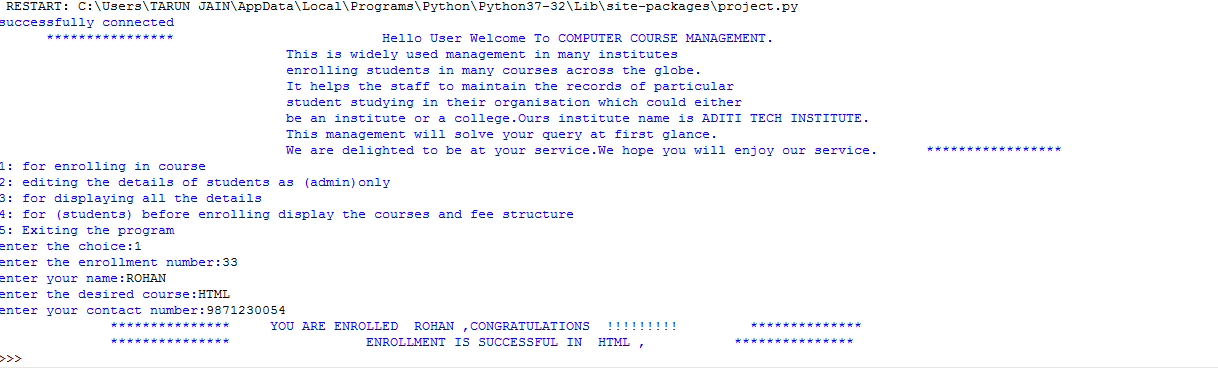 RESTART: C:\Users\TARUN JAIN\AppData\Local\Programs\Python\Python37-32\Lib\site-packages\project.py
successfully connected
**************** Hello User Welcome To COMPUTER COURSE MANAGEMENT.
This is widely used management in many institutes
enrolling students in many courses across the globe.
It helps the staff to maintain the records of particular
student studying in their organisation which could either
be an institute or a college.Ours institute name is ADITI TECH INSTITUTE.
This management will solve your query at first glance.
We are delighted to be at your service.We hope you will enjoy our service. *****************
1: for enrolling in course
2: editing the details of students as (admin)only
3: for displaying all the details
4: for (students) before enrolling display the courses and fee structure
5: Exiting the program
enter the choice:1
enter the enrollment number:33
enter your name:ROHAN
enter the desired course:HTML
enter your contact number:9871230054
*************** YOU ARE ENROLLED ROHAN ,CONGRATULATIONS !!!!!!!!! **************
*************** ENROLLMENT IS SUCCESSFUL IN HTML , ***************
>>>